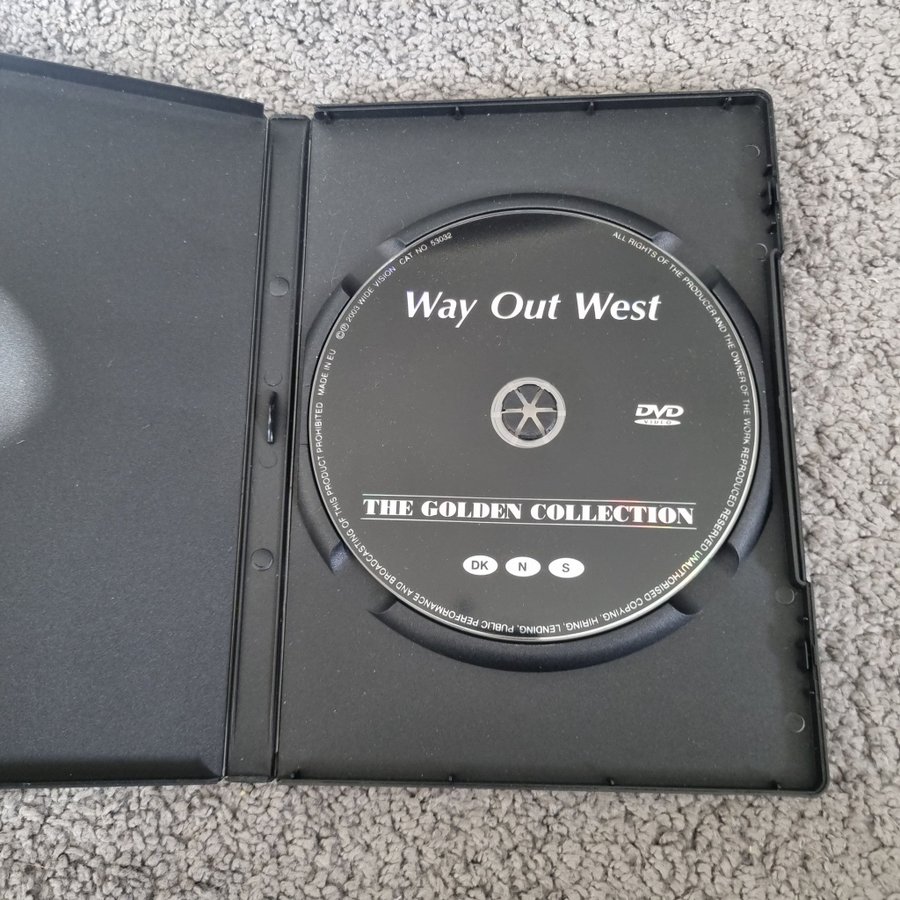 Way Out West
DVD
VIDEO
THE GOLDEN COLLECTION
DK N S
ALL RIGHTS OF THE PRODUCER AND THE OWNER OF THE WORK REPRODUCED RESERVED UNAUTHORISED COPYING, HIRING, LENDING, PUBLIC PERFORMANCE AND BROADCASTING OF THIS PRODUCT PROHIBITED MADE IN EU ©℗ 2003 WIDE VISION CAT NO 53032